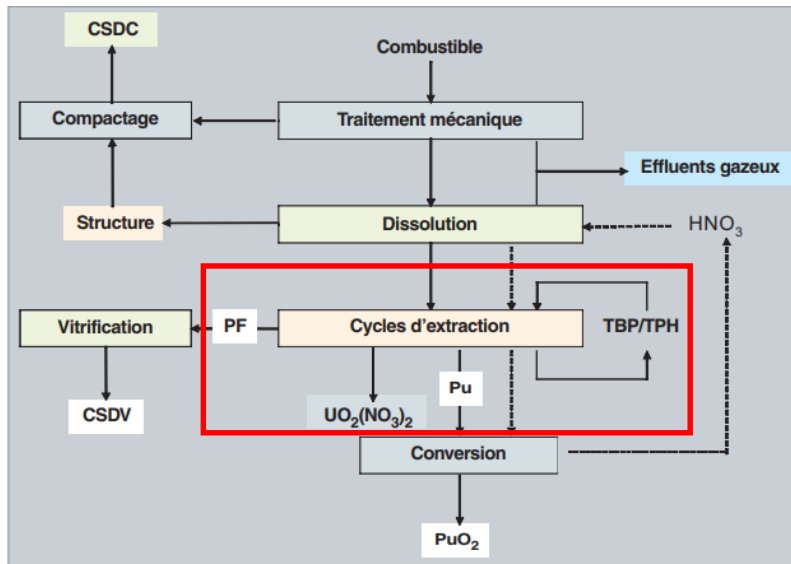 CSDC
Combustible
Compactage
Traitement mécanique
Effluents gazeux
Structure
Dissolution
HNO₃
Vitrification
PF
Cycles d'extraction
TBP/TPH
Pu
CSDV
UO₂(NO₃)₂
Conversion
PuO₂